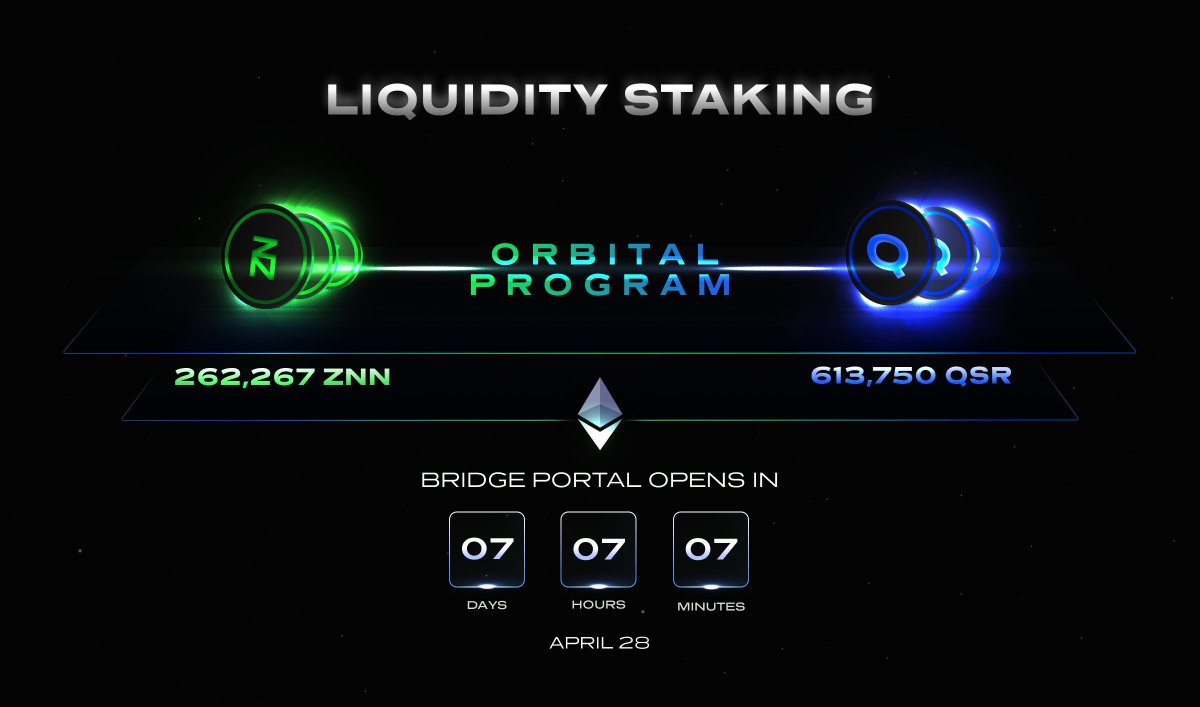 LIQUIDITY STAKING
ORBITAL
PROGRAM
262,267 ZNN
613,750 QSR
BRIDGE PORTAL OPENS IN
07 07 07
DAYS HOURS MINUTES
APRIL 28